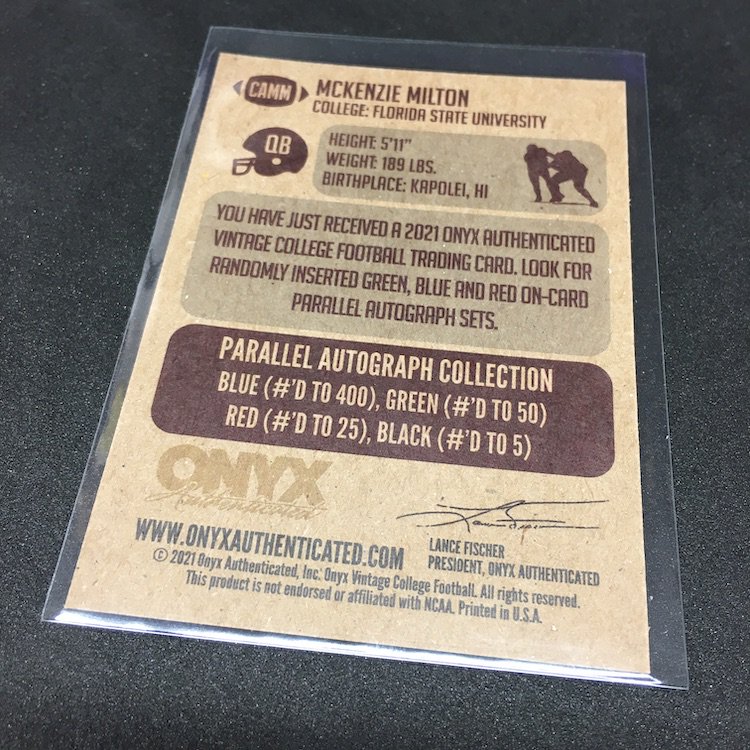 CAMM
MCKENZIE MILTON
COLLEGE: FLORIDA STATE UNIVERSITY
QB
HEIGHT: 5'11"
WEIGHT: 189 LBS.
BIRTHPLACE: KAPOLEI, HI
YOU HAVE JUST RECEIVED A 2021 ONYX AUTHENTICATED
VINTAGE COLLEGE FOOTBALL TRADING CARD. LOOK FOR
RANDOMLY INSERTED GREEN, BLUE AND RED ON-CARD
PARALLEL AUTOGRAPH SETS.
PARALLEL AUTOGRAPH COLLECTION
BLUE (#'D TO 400), GREEN (#'D TO 50)
RED (#'D TO 25), BLACK (#'D TO 5)
ONYX
Authenticated
WWW.ONYXAUTHENTICATED.COM
LANCE FISCHER
PRESIDENT, ONYX AUTHENTICATED
© 2021 Onyx Authenticated, Inc. Onyx Vintage College Football. All rights reserved.
This product is not endorsed or affiliated with NCAA. Printed in U.S.A.